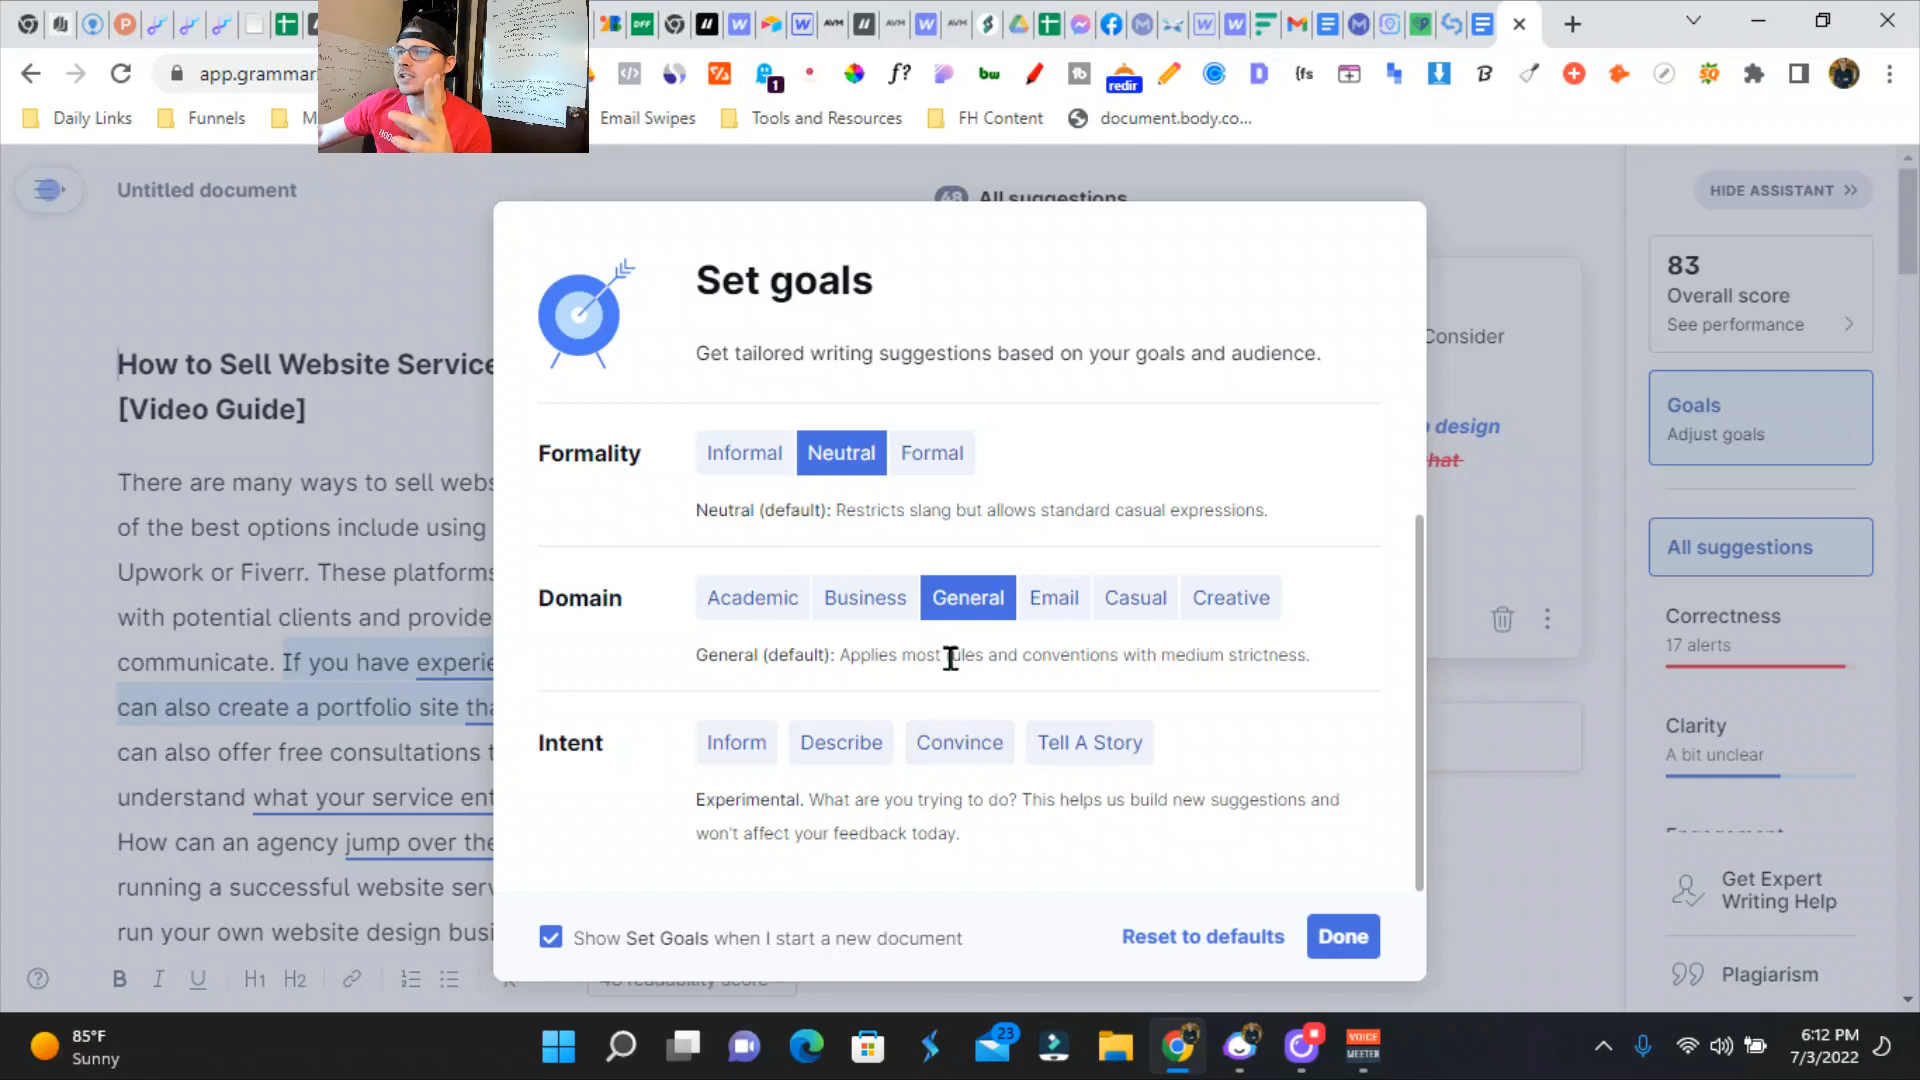 app.grammar
1
redir
Daily Links
Funnels
M
Email Swipes
Tools and Resources
FH Content
document.body.co...
Untitled document
48 All suggestions
HIDE ASSISTANT
How to Sell Website Service
[Video Guide]
There are many ways to sell webs
of the best options include using
Upwork or Fiverr. These platforms
with potential clients and provide
communicate. If you have experie
can also create a portfolio site tha
can also offer free consultations t
understand what your service ent
How can an agency jump over the
running a successful website serv
run your own website design busi
Set goals
Get tailored writing suggestions based on your goals and audience.
Formality
Informal
Neutral
Formal
Neutral (default): Restricts slang but allows standard casual expressions.
Domain
Academic
Business
General
Email
Casual
Creative
General (default): Applies most rules and conventions with medium strictness.
Intent
Inform
Describe
Convince
Tell A Story
Experimental. What are you trying to do? This helps us build new suggestions and
won't affect your feedback today.
Show Set Goals when I start a new document
Reset to defaults
Done
Consider
design
hat
83
Overall score
See performance
Goals
Adjust goals
All suggestions
Correctness
17 alerts
Clarity
A bit unclear
Engagement
Get Expert
Writing Help
Plagiarism
B I U H1 H2
48 readability score
85°F
Sunny
23
VOICE
MEETER
6:12 PM
7/3/2022